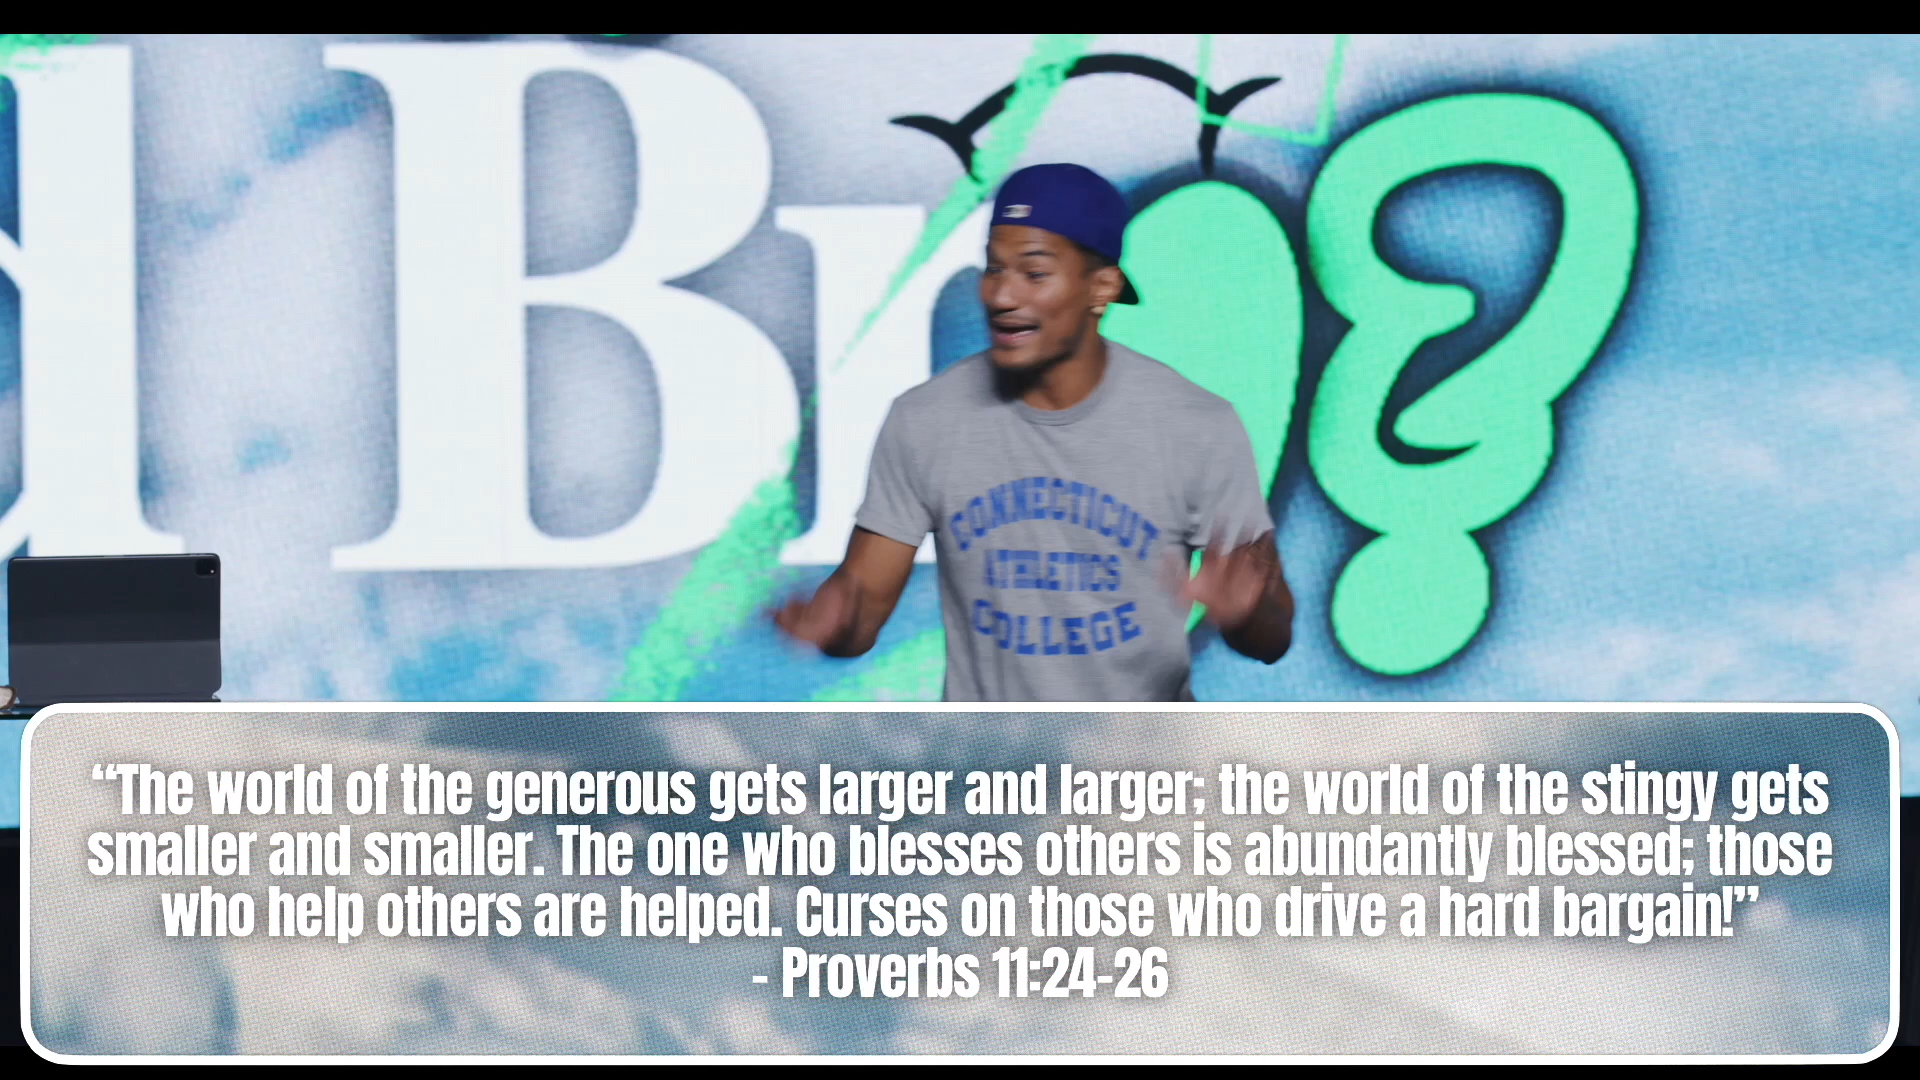 d Br ?
CONNECTICUT
ATHLETICS
COLLEGE
“The world of the generous gets larger and larger; the world of the stingy gets
smaller and smaller. The one who blesses others is abundantly blessed; those
who help others are helped. Curses on those who drive a hard bargain!”
- Proverbs 11:24-26